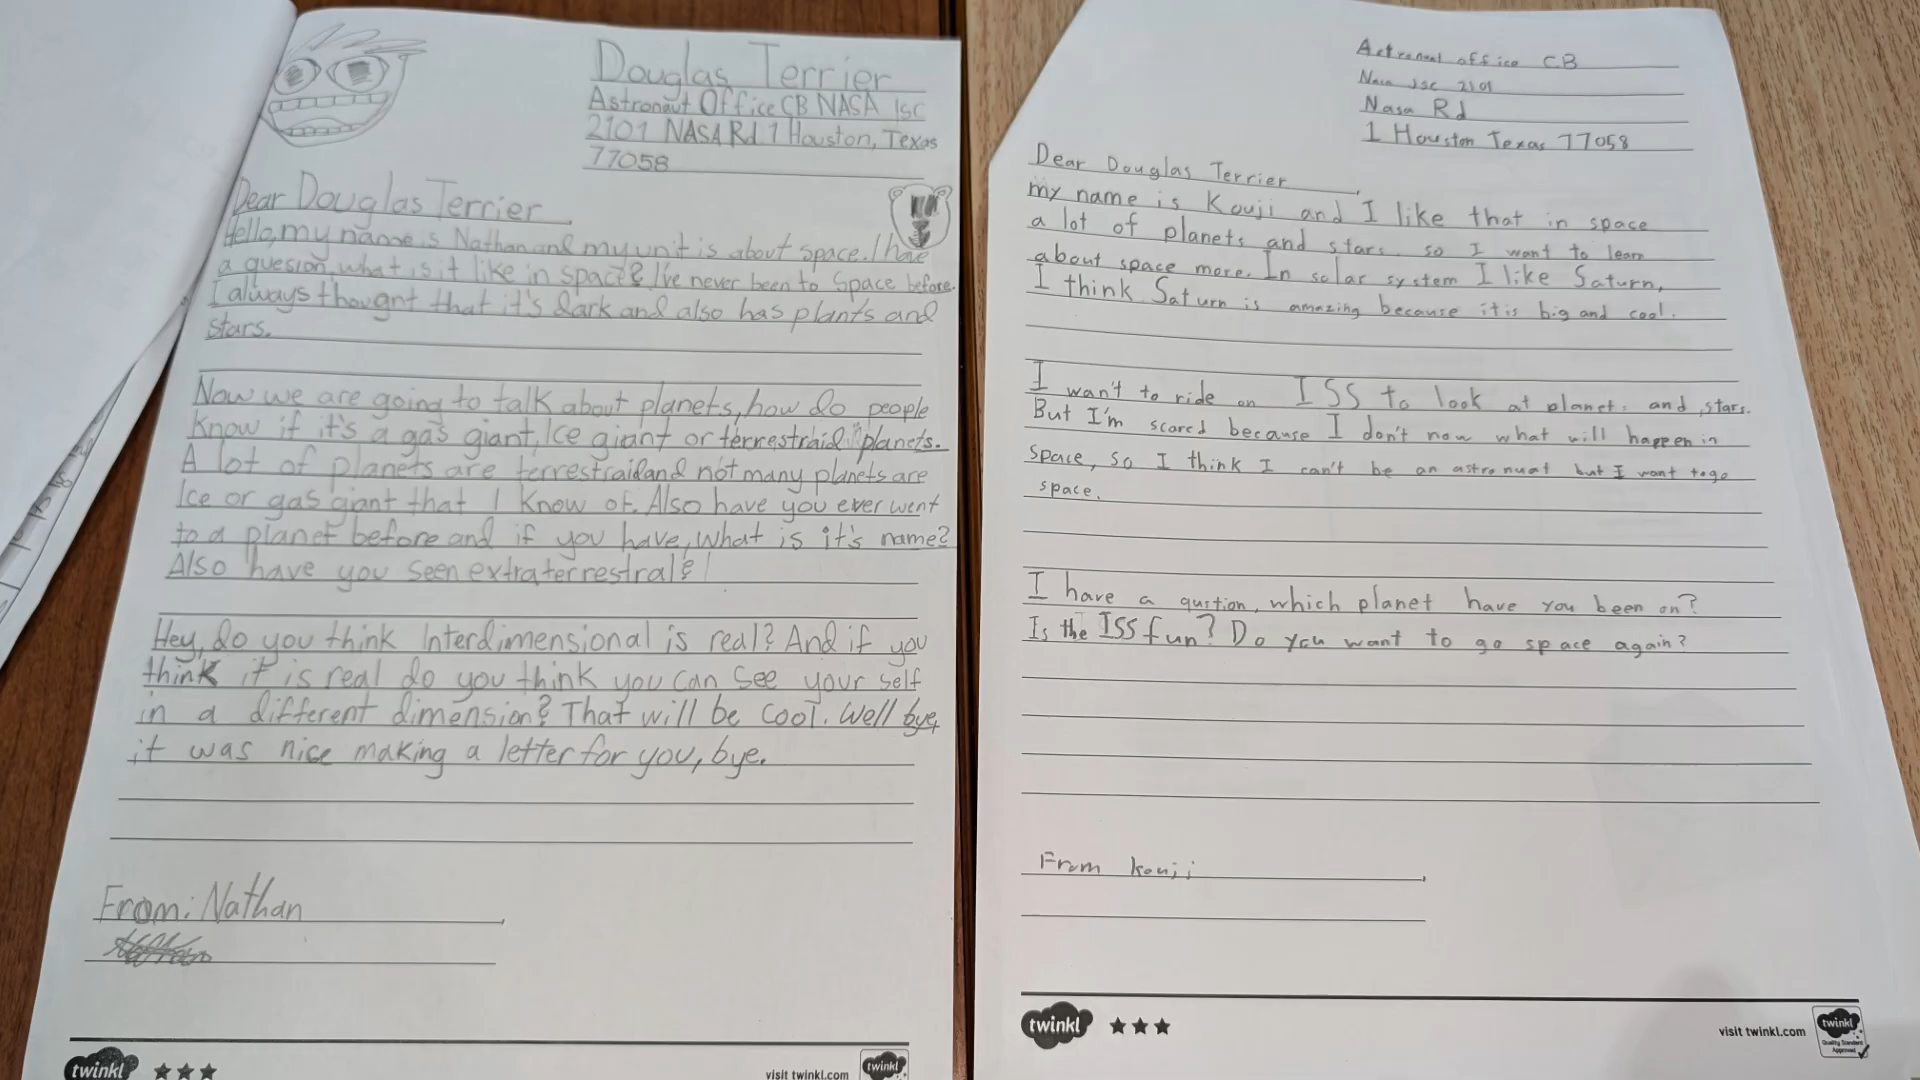 Douglas Terrier
Astronaut Office CB NASA JSC
2101 NASA Rd 1 Houston, Texas
77058
Dear Douglas Terrier
Hello, my name is Nathan and my unit is about space. I have
a quesion, what is it like in space? I've never been to Space before.
I always thought that it's dark and also has plants and
stars.
Now we are going to talk about planets, how do people
know if it's a gas giant, Ice giant or terrestraid planets.
A lot of planets are terrestraid and not many planets are
Ice or gas giant that I know of. Also have you ever went
to a planet before and if you have, what is it's name?
Also have you seen extraterrestral?!
Hey, do you think Interdimensional is real? And if you
think it is real do you think you can see your self
in a different dimension? That will be cool. Well bye,
it was nice making a letter for you, bye.
From: Nathan
twinkl
visit twinkl.com
twinkl
Astronaut office CB
Nasa JSC 2101
Nasa Rd
1 Houston Texas 77058
Dear Douglas Terrier,
my name is Kouji and I like that in space
a lot of planets and stars. so I want to learn
about space more. In solar system I like Saturn,
I think Saturn is amazing because it is big and cool.
I wan't to ride on ISS to look at planets and stars.
But I'm scared because I don't now what will happen in
space, so I think I can't be an astronuat but I want to go
space.
I have a qustion, which planet have you been on?
Is the ISS fun? Do you want to go space again?
From kouji
twinkl
visit twinkl.com
twinkl
Quality Standard
Approved